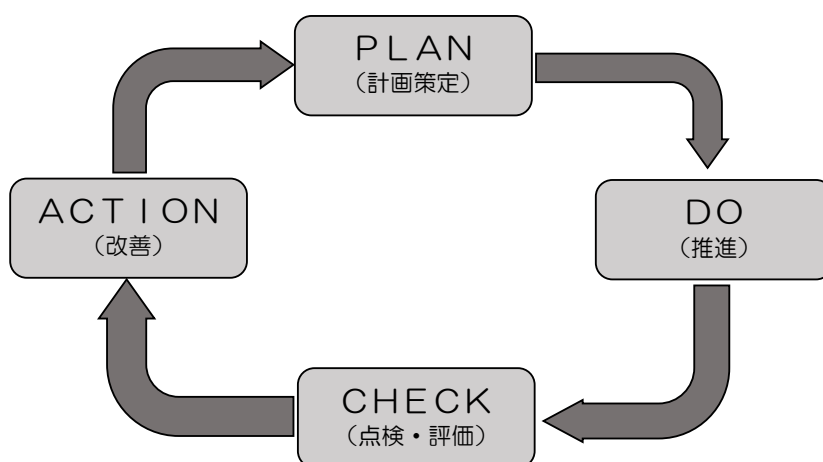 ＰＬＡＮ
（計画策定）
ＤＯ
（推進）
ＣＨＥＣＫ
（点検・評価）
ＡＣＴＩＯＮ
（改善）